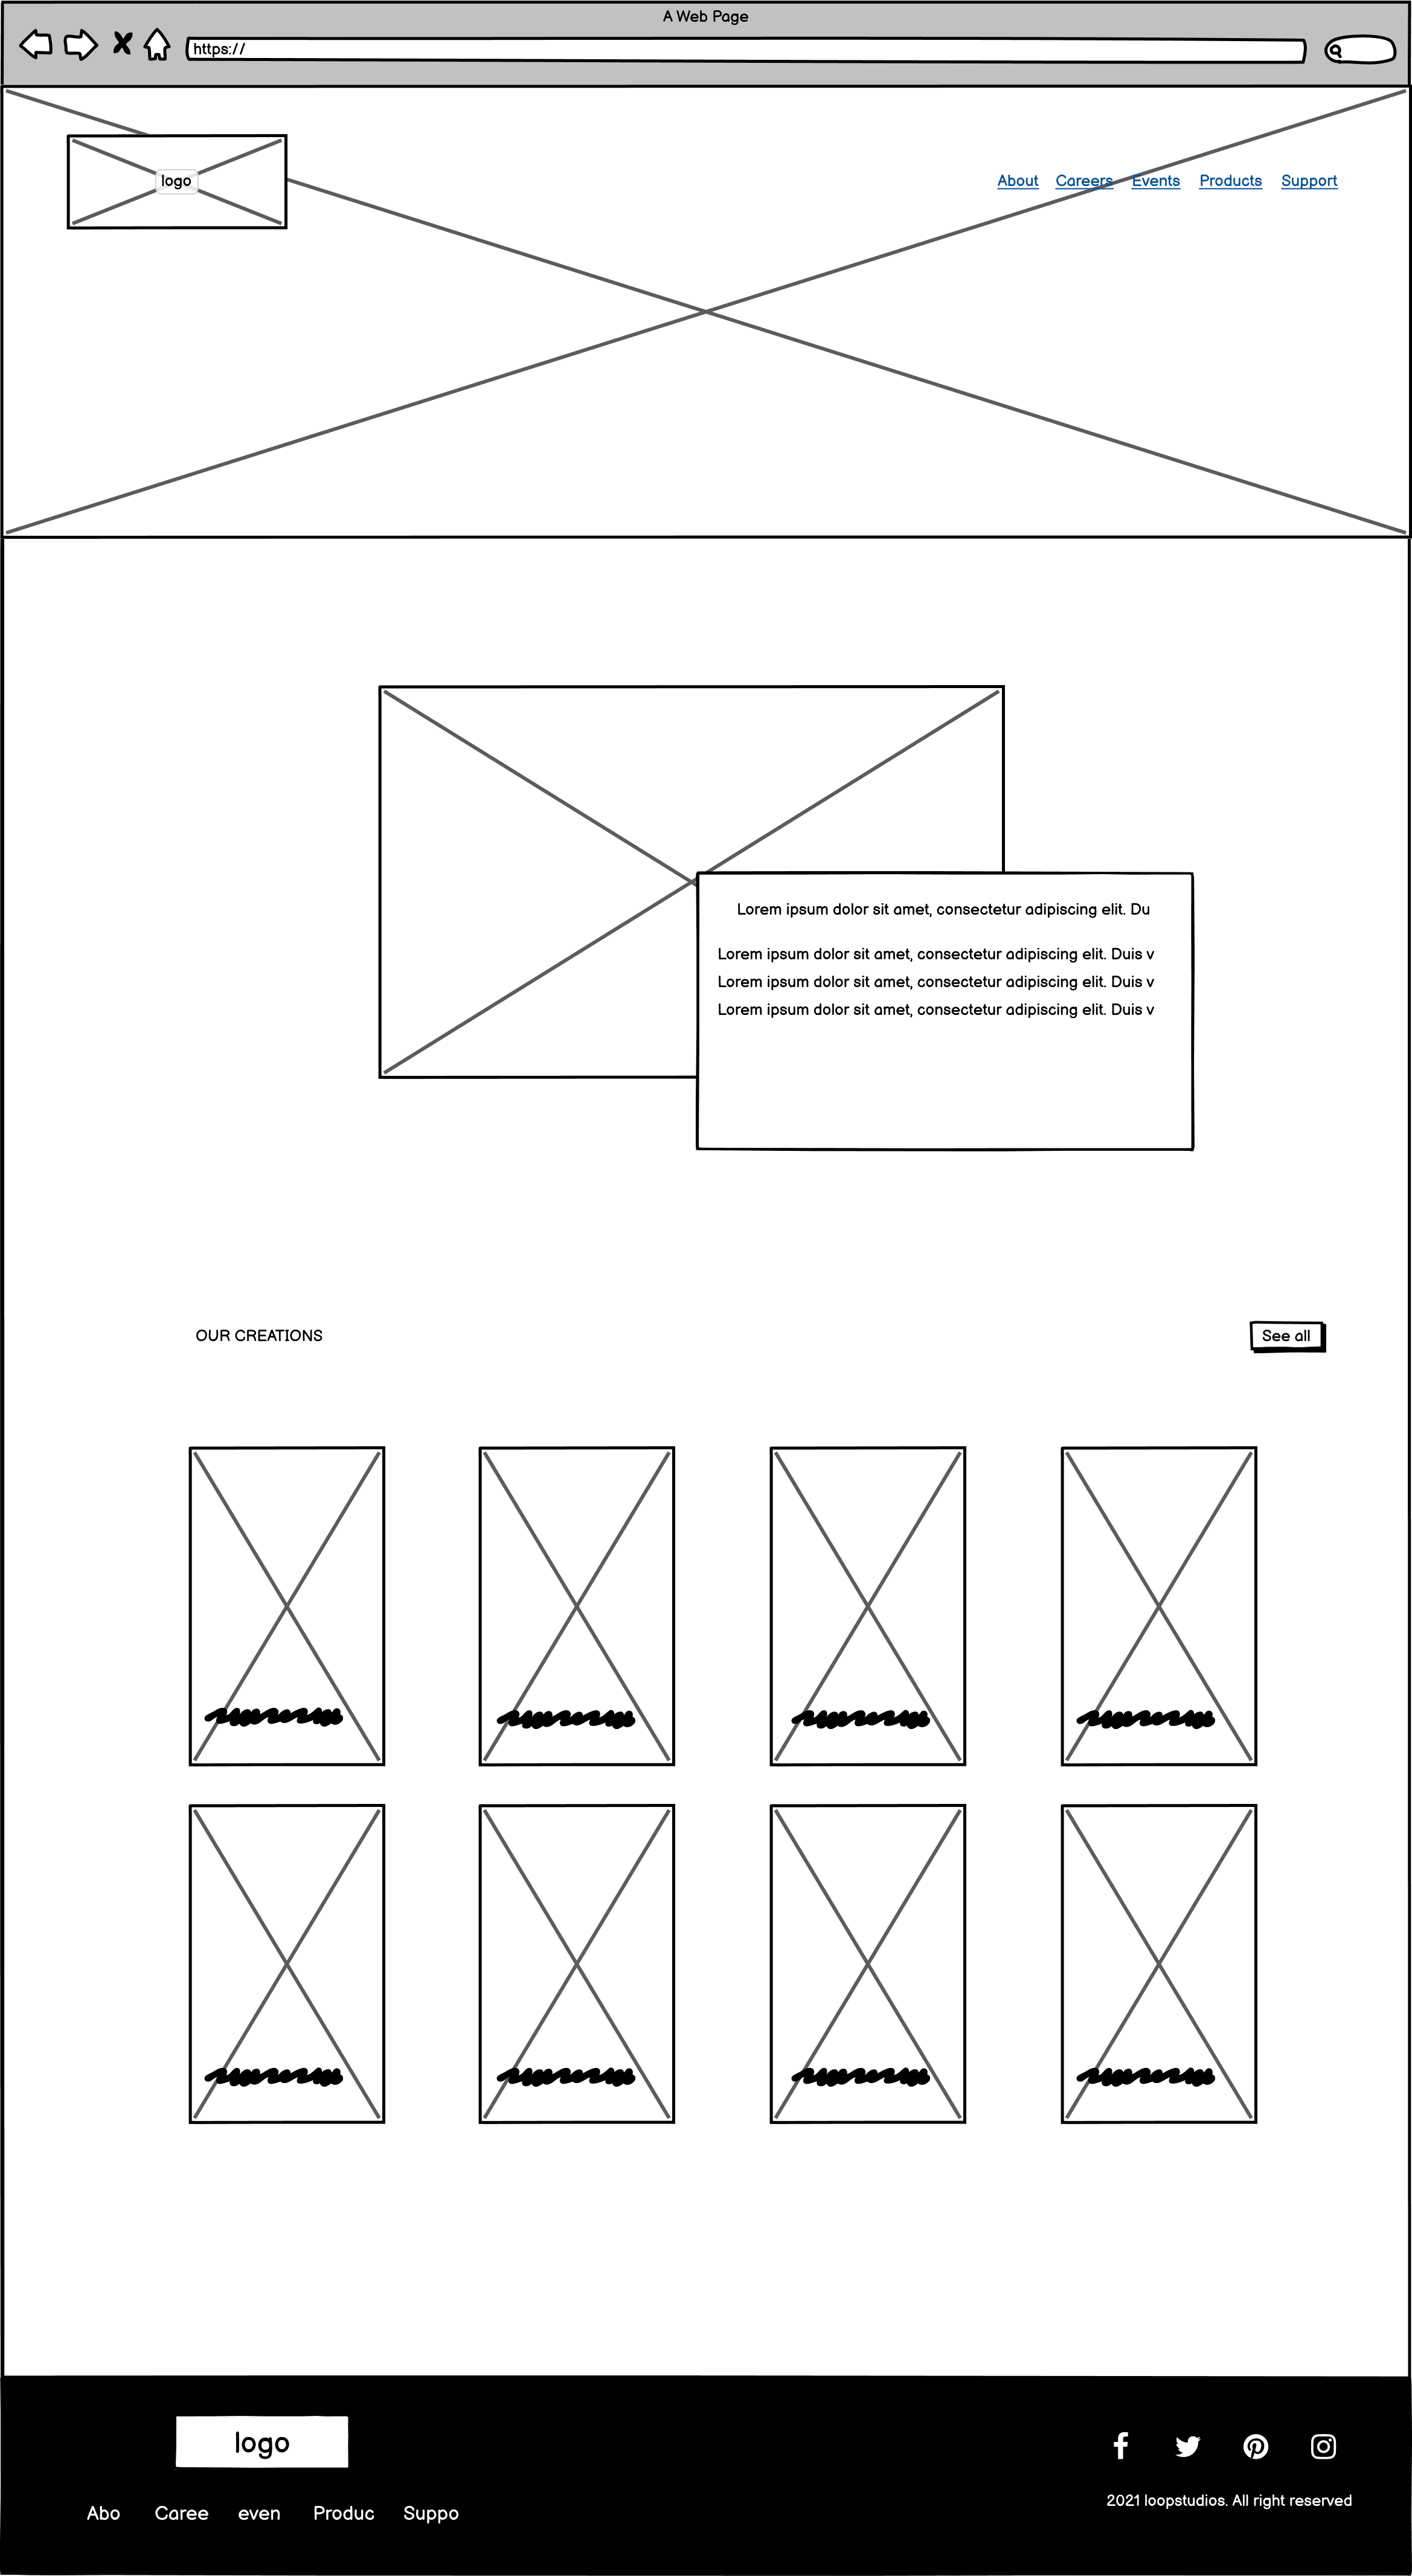 A Web Page
https://
logo
About Careers Events Products Support
Lorem ipsum dolor sit amet, consectetur adipiscing elit. Du
Lorem ipsum dolor sit amet, consectetur adipiscing elit. Duis v
Lorem ipsum dolor sit amet, consectetur adipiscing elit. Duis v
Lorem ipsum dolor sit amet, consectetur adipiscing elit. Duis v
OUR CREATIONS
See all
logo
Abo Caree even Produc Suppo
2021 loopstudios. All right reserved